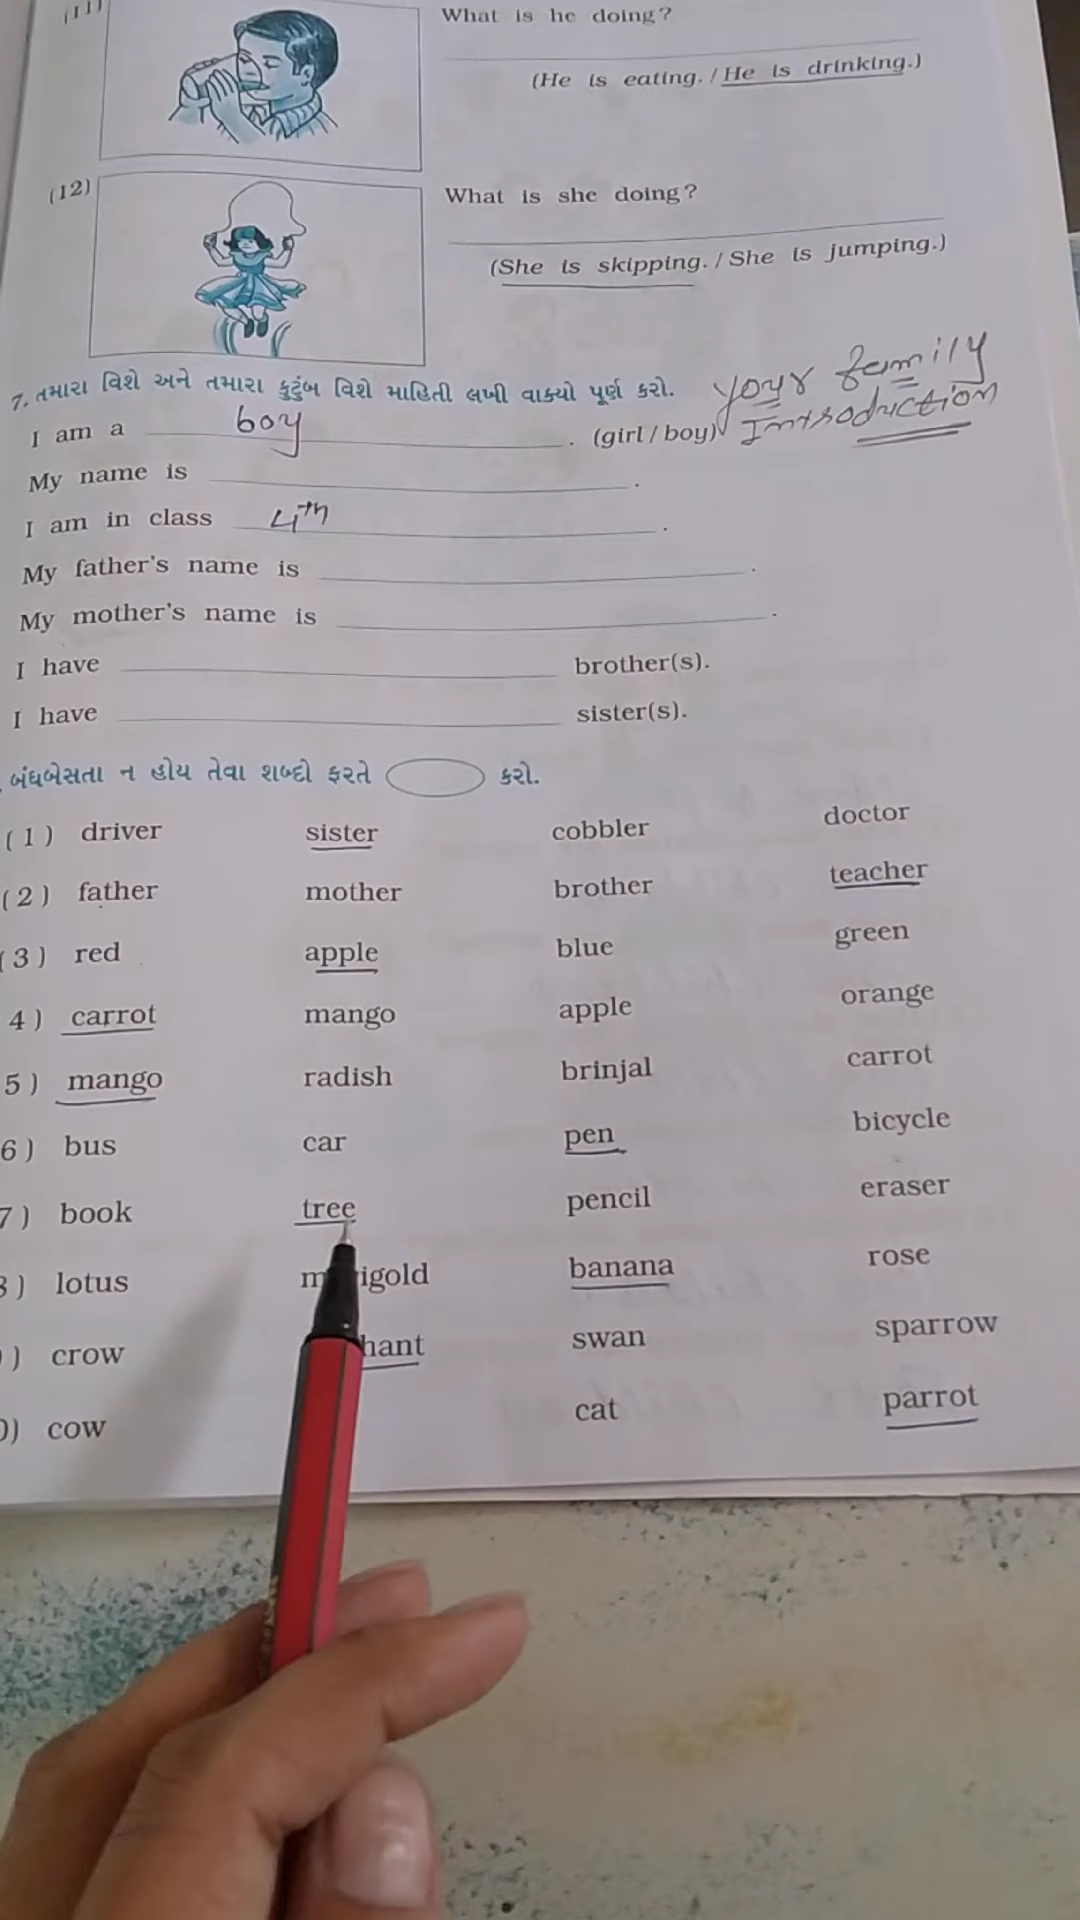 (11)
What is he doing?
(He is eating. / He is drinking.)
(12)
What is she doing?
(She is skipping. / She is jumping.)
7. તમારા વિશે અને તમારા કુટુંબ વિશે માહિતી લખી વાક્યો પૂર્ણ કરો. your family
I am a boy. (girl / boy) Introduction
My name is .
I am in class 4th.
My father's name is .
My mother's name is .
I have brother(s).
I have sister(s).
બંધબેસતા ન હોય તેવા શબ્દો ફરતે કરો.
(1) driver sister cobbler doctor
(2) father mother brother teacher
3) red apple blue green
4) carrot mango apple orange
5) mango radish brinjal carrot
6) bus car pen bicycle
7) book tree pencil eraser
) lotus banana rose
) crow swan sparrow
) cow cat parrot